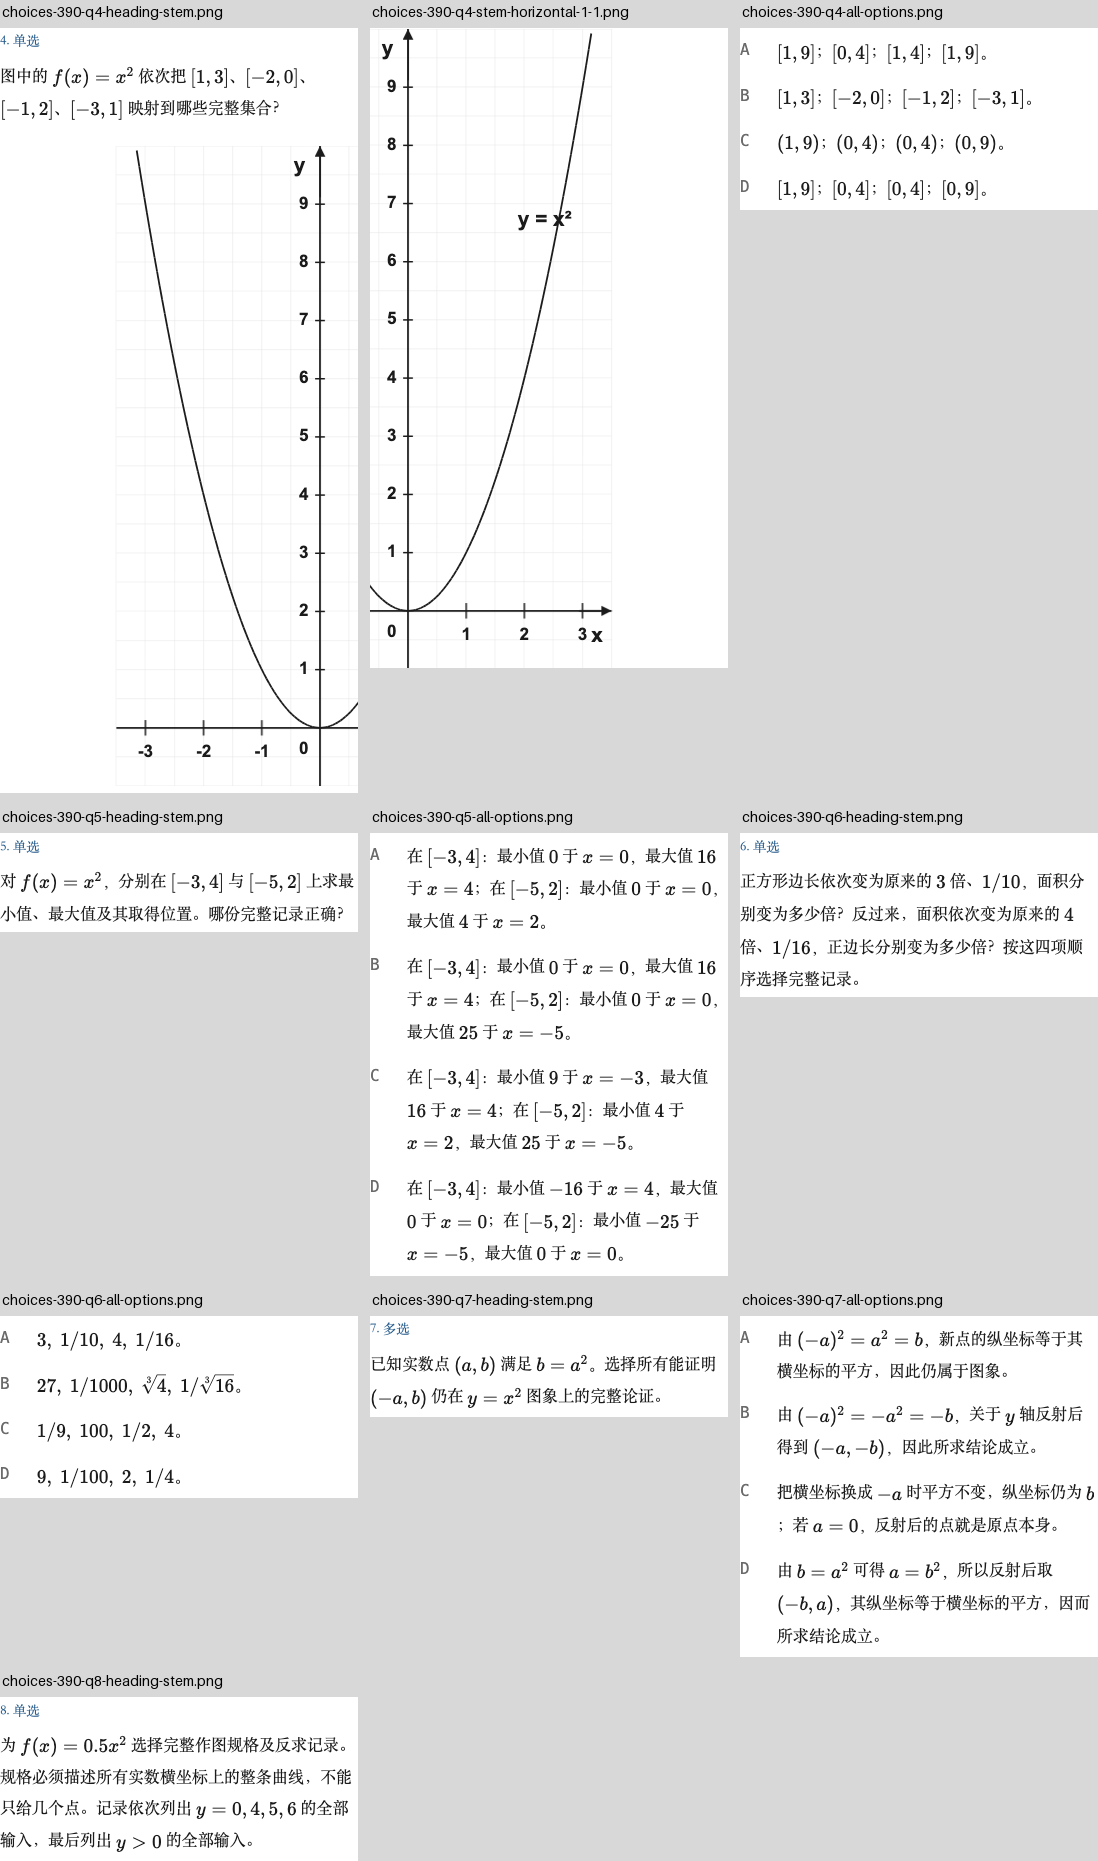 choices-390-q4-heading-stem.png
4. 单选
图中的 f(x) = x² 依次把 [1, 3]、[−2, 0]、
[−1, 2]、[−3, 1] 映射到哪些完整集合?
y
9
8
7
6
5
4
3
2
1
-3 -2 -1 0
choices-390-q4-stem-horizontal-1-1.png
y
9
8
7
y = x²
6
5
4
3
2
1
0 1 2 3 x
choices-390-q4-all-options.png
A [1, 9]; [0, 4]; [1, 4]; [1, 9]。
B [1, 3]; [−2, 0]; [−1, 2]; [−3, 1]。
C (1, 9); (0, 4); (0, 4); (0, 9)。
D [1, 9]; [0, 4]; [0, 4]; [0, 9]。
choices-390-q5-heading-stem.png
5. 单选
对 f(x) = x²，分别在 [−3, 4] 与 [−5, 2] 上求最
小值、最大值及其取得位置。哪份完整记录正确?
choices-390-q5-all-options.png
A 在 [−3, 4]：最小值 0 于 x = 0，最大值 16
于 x = 4；在 [−5, 2]：最小值 0 于 x = 0，
最大值 4 于 x = 2。
B 在 [−3, 4]：最小值 0 于 x = 0，最大值 16
于 x = 4；在 [−5, 2]：最小值 0 于 x = 0，
最大值 25 于 x = −5。
C 在 [−3, 4]：最小值 9 于 x = −3，最大值
16 于 x = 4；在 [−5, 2]：最小值 4 于
x = 2，最大值 25 于 x = −5。
D 在 [−3, 4]：最小值 −16 于 x = 4，最大值
0 于 x = 0；在 [−5, 2]：最小值 −25 于
x = −5，最大值 0 于 x = 0。
choices-390-q6-heading-stem.png
6. 单选
正方形边长依次变为原来的 3 倍、1/10，面积分
别变为多少倍？反过来，面积依次变为原来的 4
倍、1/16，正边长分别变为多少倍？按这四项顺
序选择完整记录。
choices-390-q6-all-options.png
A 3, 1/10, 4, 1/16。
B 27, 1/1000, ∛4, 1/∛16。
C 1/9, 100, 1/2, 4。
D 9, 1/100, 2, 1/4。
choices-390-q7-heading-stem.png
7. 多选
已知实数点 (a, b) 满足 b = a²。选择所有能证明
(−a, b) 仍在 y = x² 图象上的完整论证。
choices-390-q7-all-options.png
A 由 (−a)² = a² = b，新点的纵坐标等于其
横坐标的平方，因此仍属于图象。
B 由 (−a)² = −a² = −b，关于 y 轴反射后
得到 (−a, −b)，因此所求结论成立。
C 把横坐标换成 −a 时平方不变，纵坐标仍为 b
；若 a = 0，反射后的点就是原点本身。
D 由 b = a² 可得 a = b²，所以反射后取
(−b, a)，其纵坐标等于横坐标的平方，因而
所求结论成立。
choices-390-q8-heading-stem.png
8. 单选
为 f(x) = 0.5x² 选择完整作图规格及反求记录。
规格必须描述所有实数横坐标上的整条曲线，不能
只给几个点。记录依次列出 y = 0, 4, 5, 6 的全部
输入，最后列出 y > 0 的全部输入。